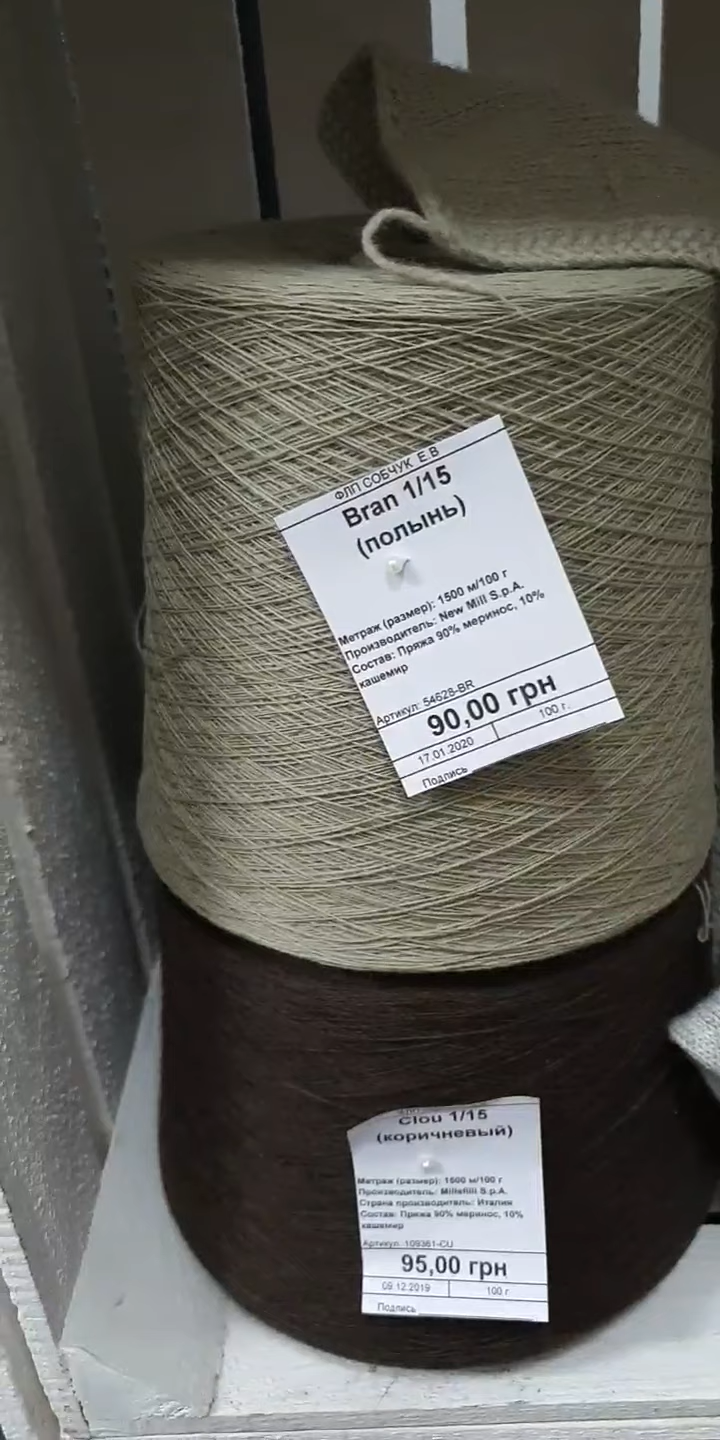 ФЛП СОБЧУК Е.В
Bran 1/15
(полынь)
Метраж (размер): 1500 м/100 г
Производитель: New Mill S.p.A.
Состав: Пряжа 90% меринос, 10%
кашемир
Артикул: 54628-BR
90,00 грн
17.01.2020 100 г.
Подпись
Clou 1/15
(коричневый)
Метраж (размер): 1500 м/100 г
Производитель: Millefili S.p.A.
Страна производитель: Италия
Состав: Пряжа 90% меринос, 10%
кашемир
Артикул: 109361-CU
95,00 грн
09.12.2019 100 г
Подпись